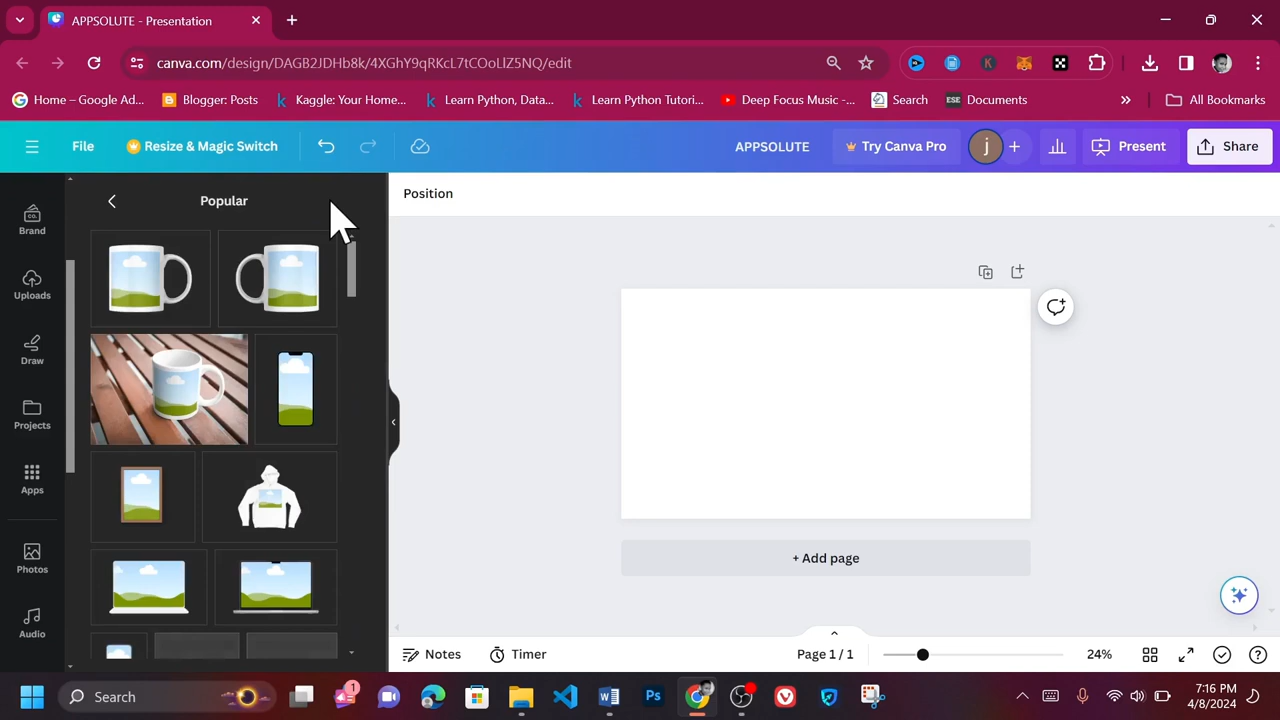 APPSOLUTE - Presentation
canva.com/design/DAGB2JDHb8k/4XGhY9qRKcL7tCOoLIZ5NQ/edit
Home – Google Ad...
Blogger: Posts
Kaggle: Your Home...
Learn Python, Data...
Learn Python Tutori...
Deep Focus Music -...
Search
ESE
Documents
All Bookmarks
File
Resize & Magic Switch
APPSOLUTE
Try Canva Pro
j
Present
Share
Popular
Position
Brand
Uploads
Draw
Projects
Apps
Photos
Audio
+ Add page
Notes
Timer
Page 1 / 1
24%
Search
1
7:16 PM
4/8/2024